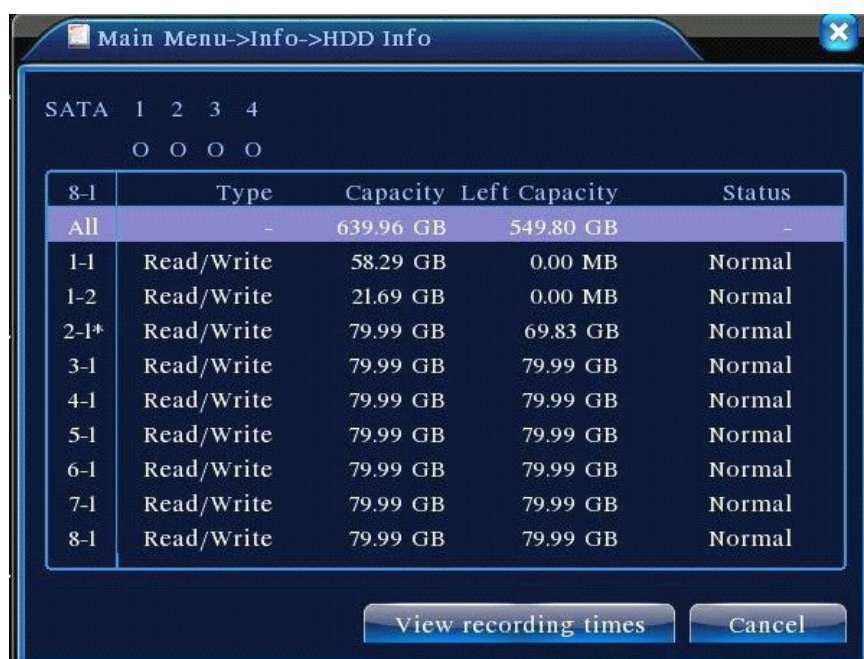 Main Menu->Info->HDD Info
SATA 1 2 3 4
O O O O
8-1 Type Capacity Left Capacity Status
All - 639.96 GB 549.80 GB -
1-1 Read/Write 58.29 GB 0.00 MB Normal
1-2 Read/Write 21.69 GB 0.00 MB Normal
2-1* Read/Write 79.99 GB 69.83 GB Normal
3-1 Read/Write 79.99 GB 79.99 GB Normal
4-1 Read/Write 79.99 GB 79.99 GB Normal
5-1 Read/Write 79.99 GB 79.99 GB Normal
6-1 Read/Write 79.99 GB 79.99 GB Normal
7-1 Read/Write 79.99 GB 79.99 GB Normal
8-1 Read/Write 79.99 GB 79.99 GB Normal
View recording times Cancel